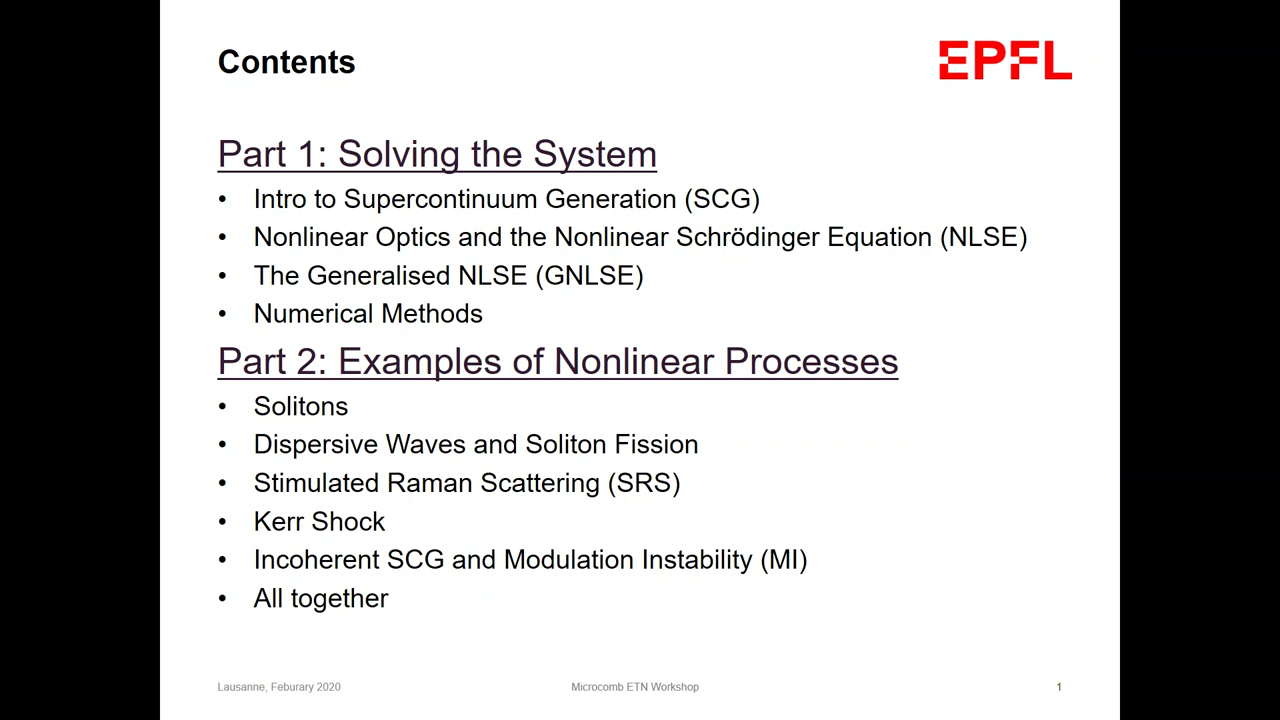 Contents
EPFL
Part 1: Solving the System
• Intro to Supercontinuum Generation (SCG)
• Nonlinear Optics and the Nonlinear Schrödinger Equation (NLSE)
• The Generalised NLSE (GNLSE)
• Numerical Methods
Part 2: Examples of Nonlinear Processes
• Solitons
• Dispersive Waves and Soliton Fission
• Stimulated Raman Scattering (SRS)
• Kerr Shock
• Incoherent SCG and Modulation Instability (MI)
• All together
Lausanne, Feburary 2020
Microcomb ETN Workshop
1